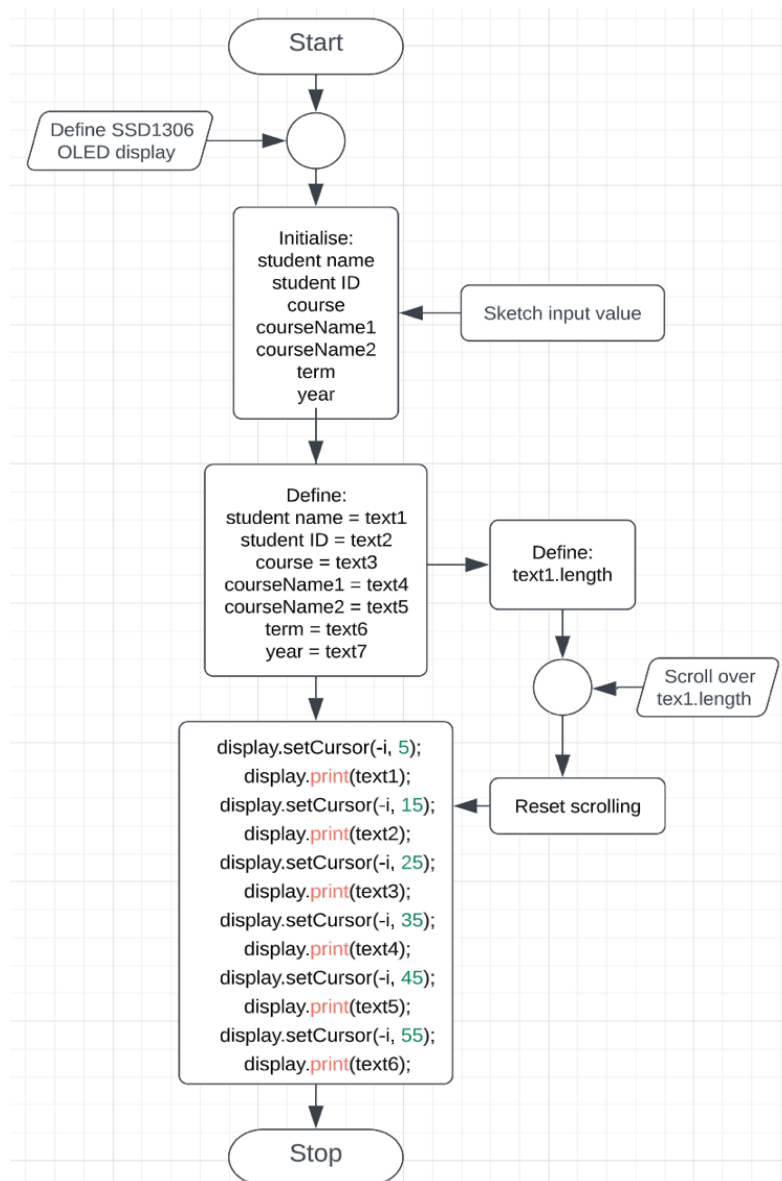 Start
Define SSD1306
OLED display
Initialise:
student name
student ID
course
courseName1
courseName2
term
year
Sketch input value
Define:
student name = text1
student ID = text2
course = text3
courseName1 = text4
courseName2 = text5
term = text6
year = text7
Define:
text1.length
Scroll over
tex1.length
Reset scrolling
display.setCursor(-i, 5);
display.print(text1);
display.setCursor(-i, 15);
display.print(text2);
display.setCursor(-i, 25);
display.print(text3);
display.setCursor(-i, 35);
display.print(text4);
display.setCursor(-i, 45);
display.print(text5);
display.setCursor(-i, 55);
display.print(text6);
Stop